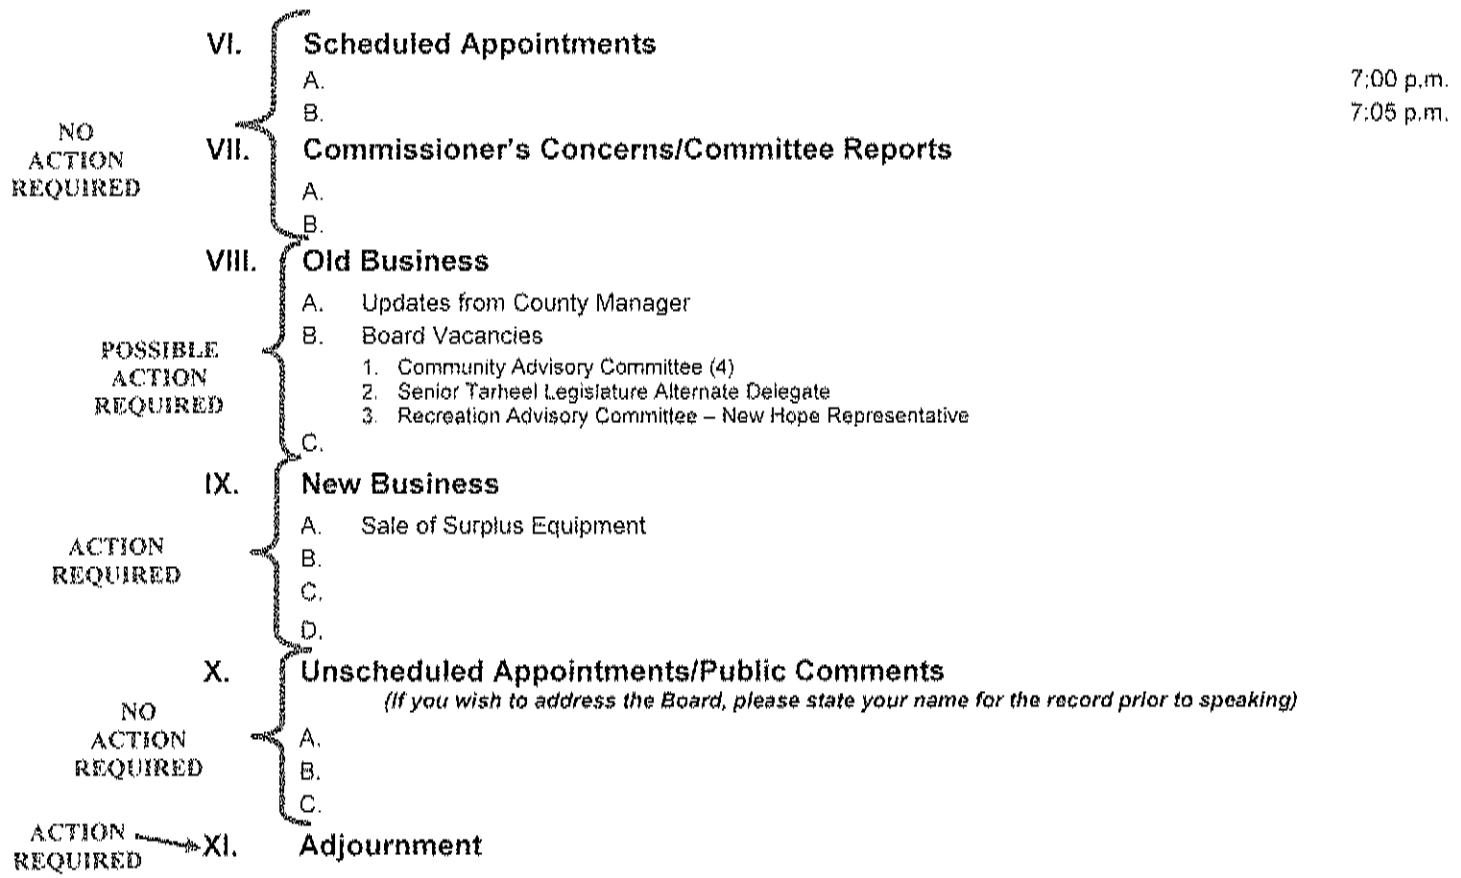 VI. Scheduled Appointments
A. 7:00 p.m.
B. 7:05 p.m.
NO
ACTION
REQUIRED
VII. Commissioner's Concerns/Committee Reports
A.
B.
VIII. Old Business
A. Updates from County Manager
B. Board Vacancies
POSSIBLE
ACTION
REQUIRED
1. Community Advisory Committee (4)
2. Senior Tarheel Legislature Alternate Delegate
3. Recreation Advisory Committee – New Hope Representative
C.
IX. New Business
A. Sale of Surplus Equipment
ACTION
REQUIRED
B.
C.
D.
X. Unscheduled Appointments/Public Comments
(If you wish to address the Board, please state your name for the record prior to speaking)
NO
ACTION
REQUIRED
A.
B.
C.
ACTION
REQUIRED
XI. Adjournment